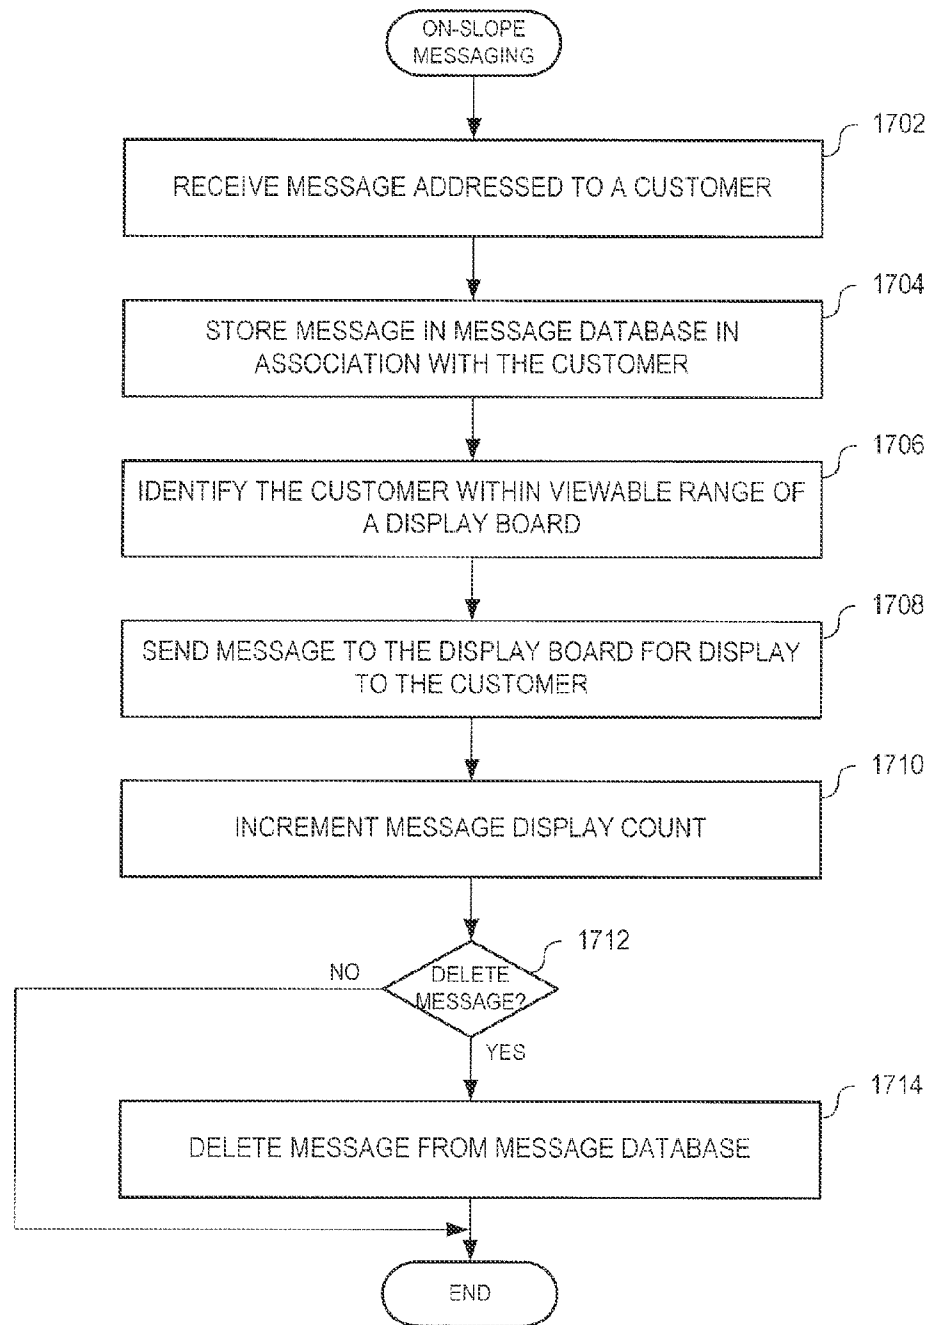 ON-SLOPE
MESSAGING
1702
RECEIVE MESSAGE ADDRESSED TO A CUSTOMER
1704
STORE MESSAGE IN MESSAGE DATABASE IN
ASSOCIATION WITH THE CUSTOMER
1706
IDENTIFY THE CUSTOMER WITHIN VIEWABLE RANGE OF
A DISPLAY BOARD
1708
SEND MESSAGE TO THE DISPLAY BOARD FOR DISPLAY
TO THE CUSTOMER
1710
INCREMENT MESSAGE DISPLAY COUNT
1712
NO
DELETE
MESSAGE?
YES
1714
DELETE MESSAGE FROM MESSAGE DATABASE
END